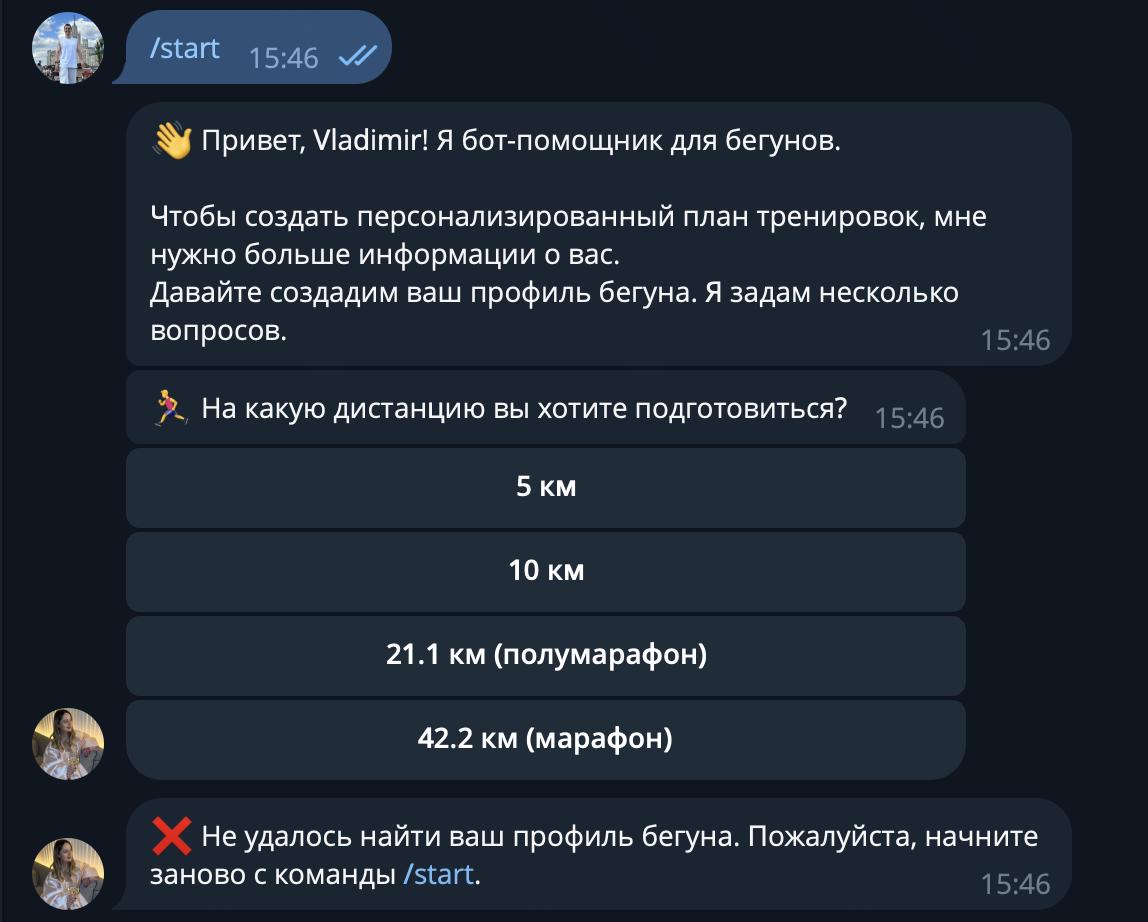 /start 15:46
👋 Привет, Vladimir! Я бот-помощник для бегунов.
Чтобы создать персонализированный план тренировок, мне
нужно больше информации о вас.
Давайте создадим ваш профиль бегуна. Я задам несколько
вопросов. 15:46
🏃‍♀️ На какую дистанцию вы хотите подготовиться? 15:46
5 км
10 км
21.1 км (полумарафон)
42.2 км (марафон)
❌ Не удалось найти ваш профиль бегуна. Пожалуйста, начните
заново с команды /start. 15:46